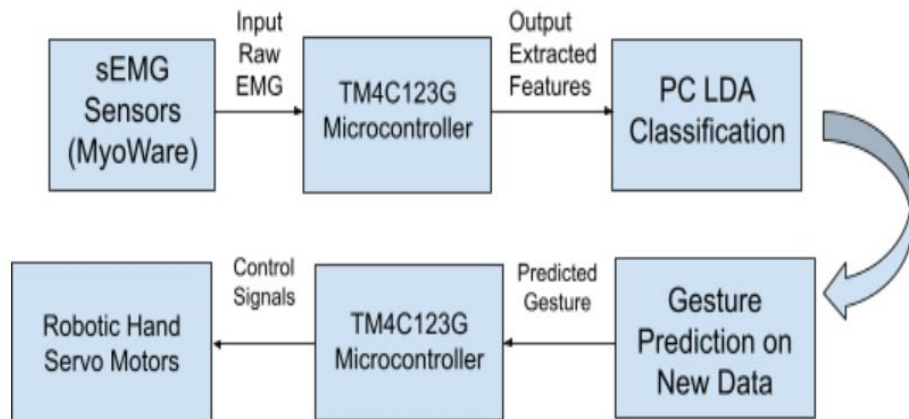 sEMG
Sensors
(MyoWare)
Input
Raw
EMG
TM4C123G
Microcontroller
Output
Extracted
Features
PC LDA
Classification
Gesture
Prediction on
New Data
Predicted
Gesture
TM4C123G
Microcontroller
Control
Signals
Robotic Hand
Servo Motors